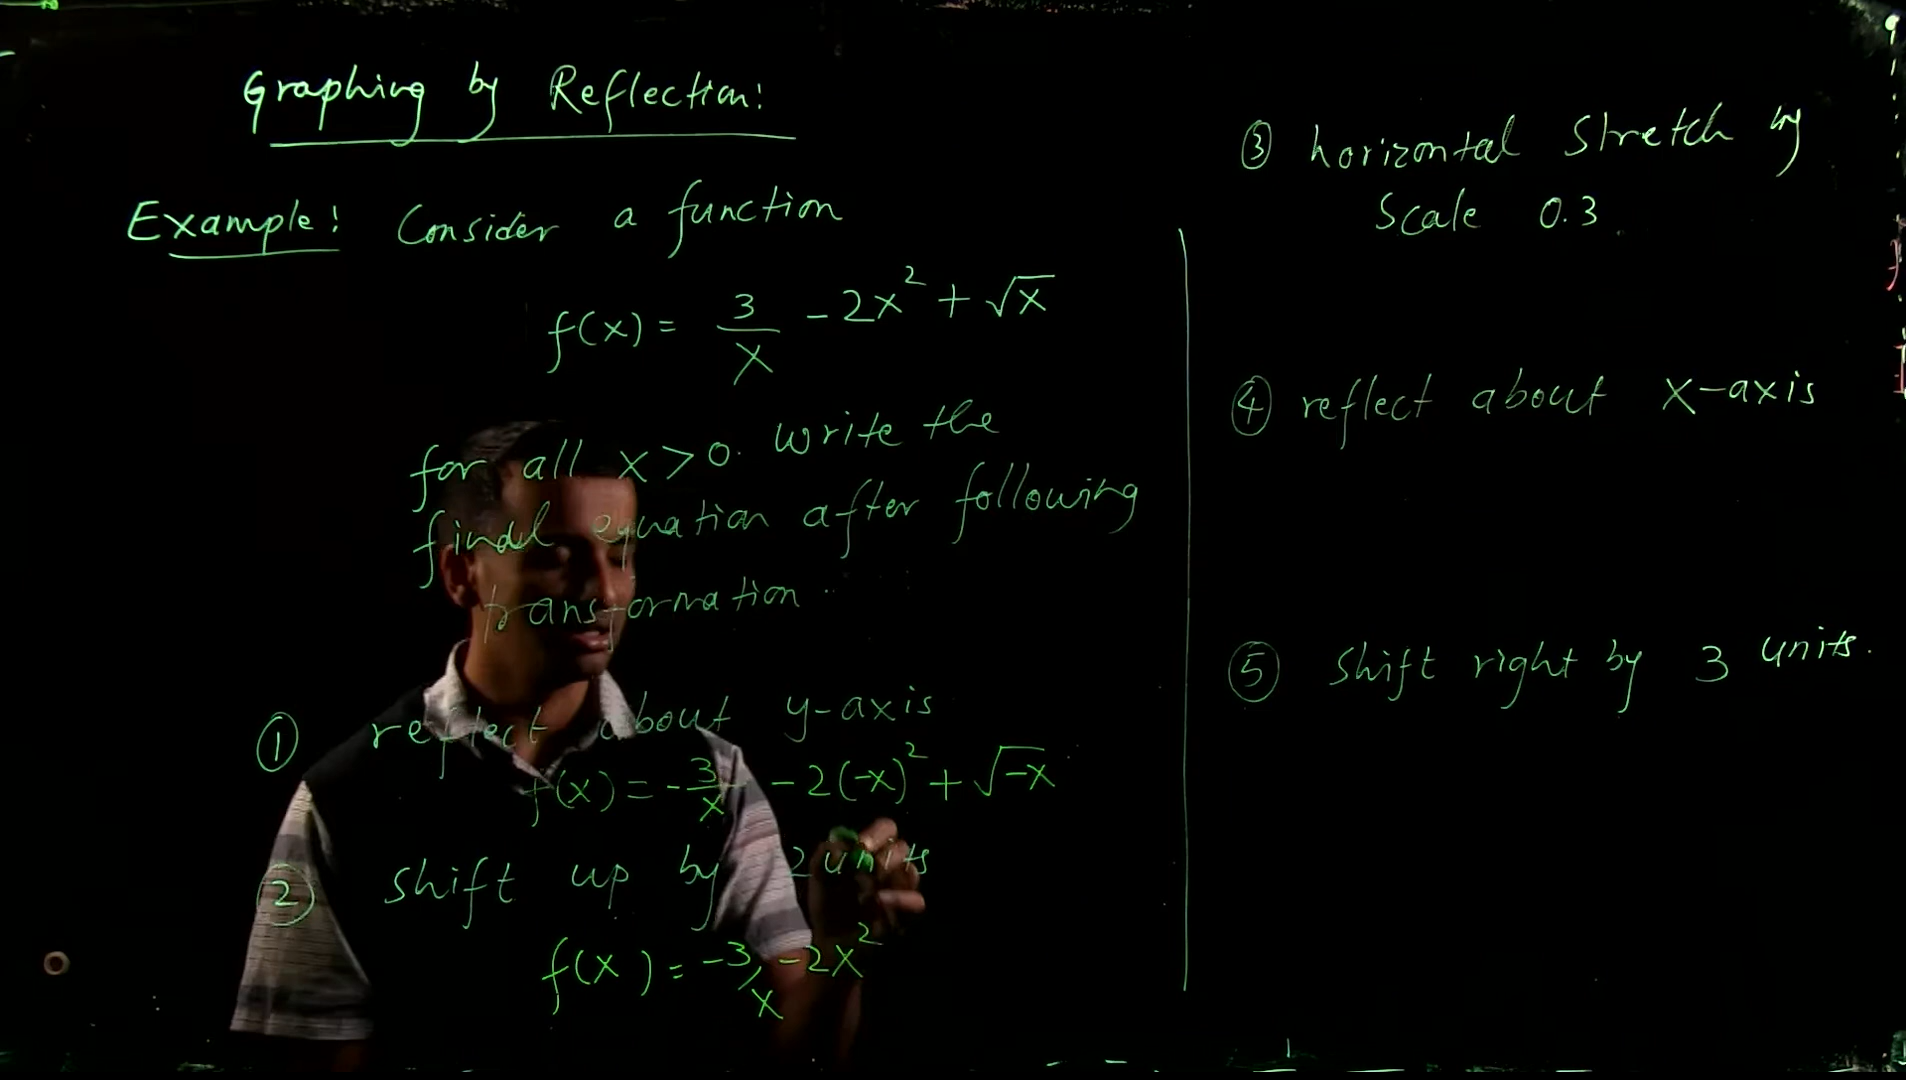 Graphing by Reflection:
Example: Consider a function
f(x) = 3/x - 2x² + √x
for all x > 0. Write the
final equation after following
transformation.
① reflect about y-axis
f(x) = -3/x - 2(-x)² + √-x
② Shift up by 2 units
f(x) = -3/x - 2x²
③ horizontal Stretch by
Scale 0.3.
④ reflect about x-axis
⑤ Shift right by 3 units.